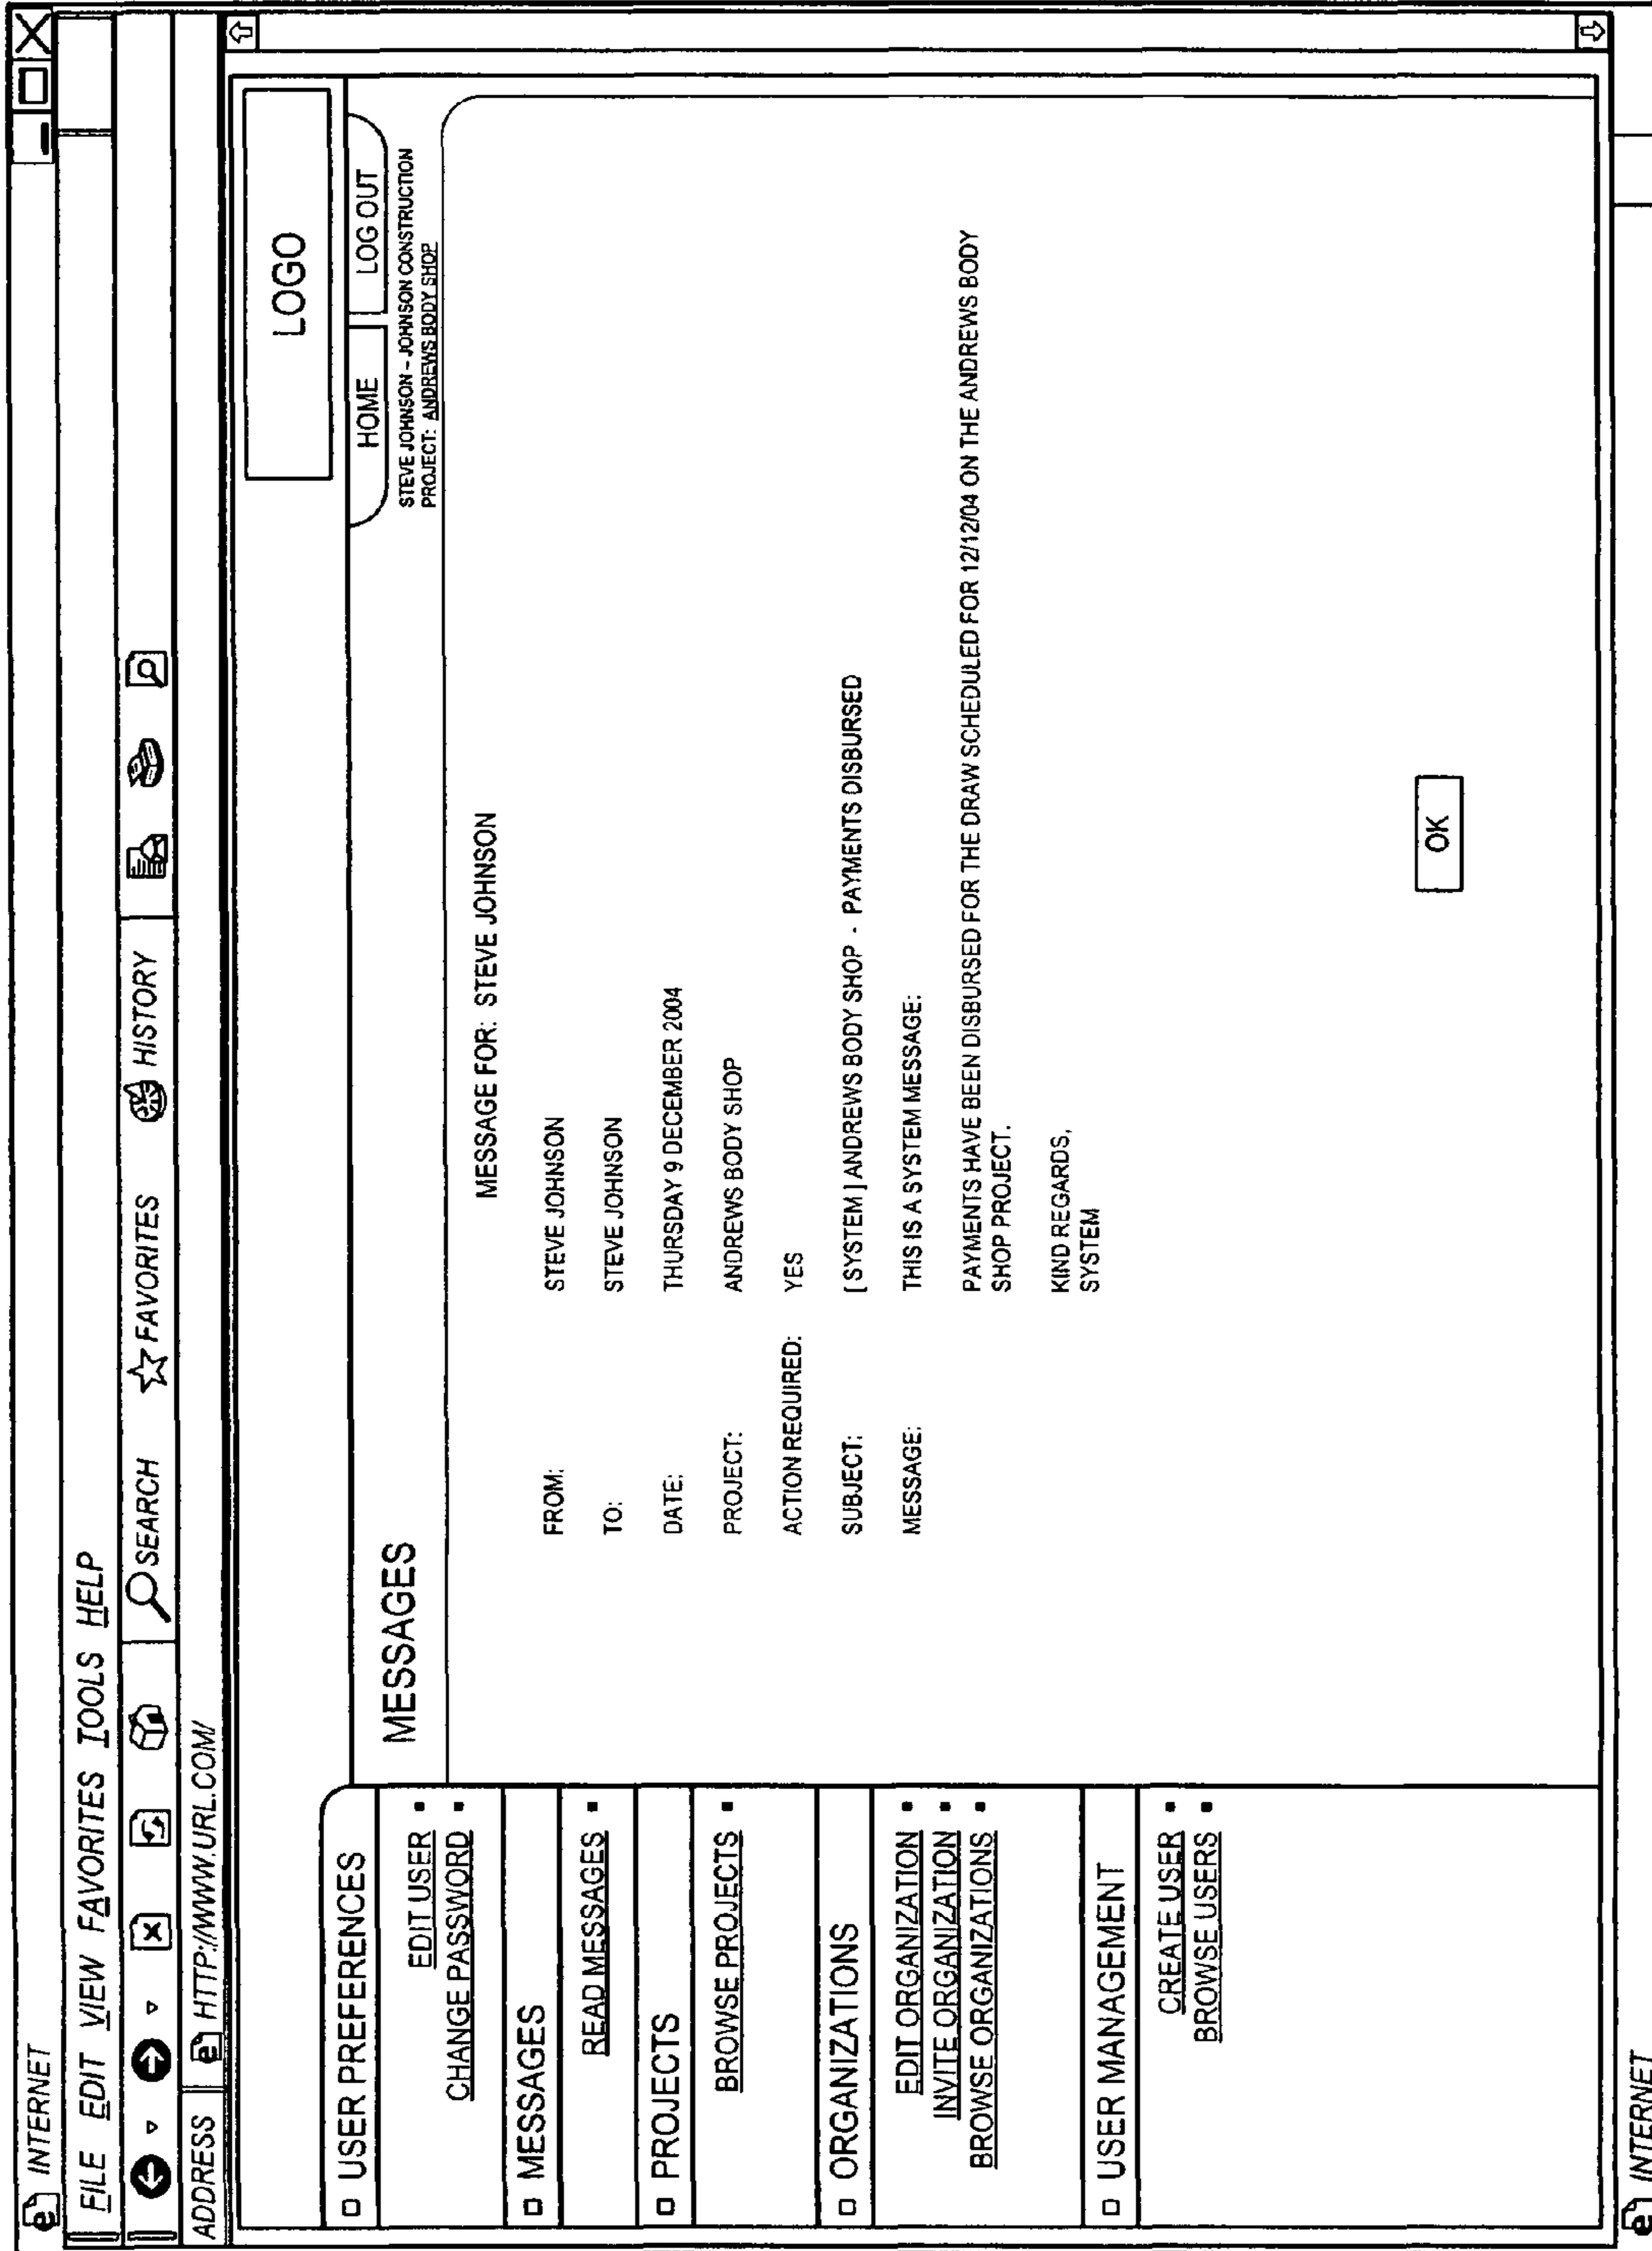 INTERNET
FILE EDIT VIEW FAVORITES TOOLS HELP
SEARCH FAVORITES HISTORY
ADDRESS HTTP://WWW.URL.COM/
LOGO
HOME LOG OUT
STEVE JOHNSON – JOHNSON CONSTRUCTION
PROJECT: ANDREWS BODY SHOP
USER PREFERENCES
EDIT USER
CHANGE PASSWORD
MESSAGES
READ MESSAGES
PROJECTS
BROWSE PROJECTS
ORGANIZATIONS
EDIT ORGANIZATION
INVITE ORGANIZATION
BROWSE ORGANIZATIONS
USER MANAGEMENT
CREATE USER
BROWSE USERS
MESSAGES
MESSAGE FOR: STEVE JOHNSON
FROM: STEVE JOHNSON
TO: STEVE JOHNSON
DATE: THURSDAY 9 DECEMBER 2004
PROJECT: ANDREWS BODY SHOP
ACTION REQUIRED: YES
SUBJECT: [SYSTEM] ANDREWS BODY SHOP - PAYMENTS DISBURSED
MESSAGE: THIS IS A SYSTEM MESSAGE:
PAYMENTS HAVE BEEN DISBURSED FOR THE DRAW SCHEDULED FOR 12/12/04 ON THE ANDREWS BODY
SHOP PROJECT.
KIND REGARDS,
SYSTEM
OK
INTERNET